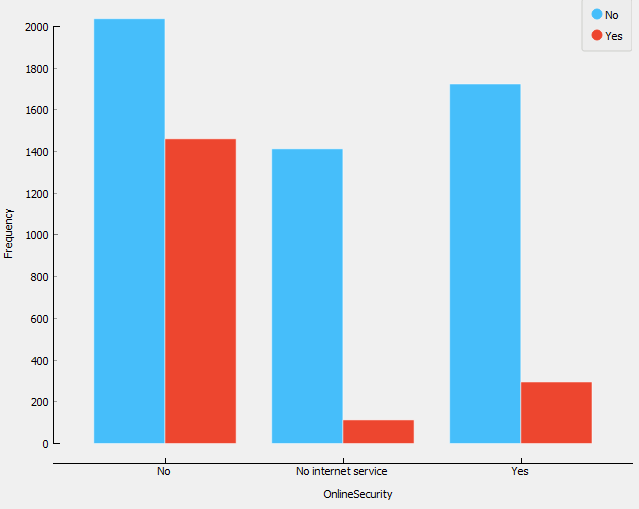 No
Yes
2000
1800
1600
1400
1200
1000
800
600
400
200
0
Frequency
No
No internet service
Yes
OnlineSecurity